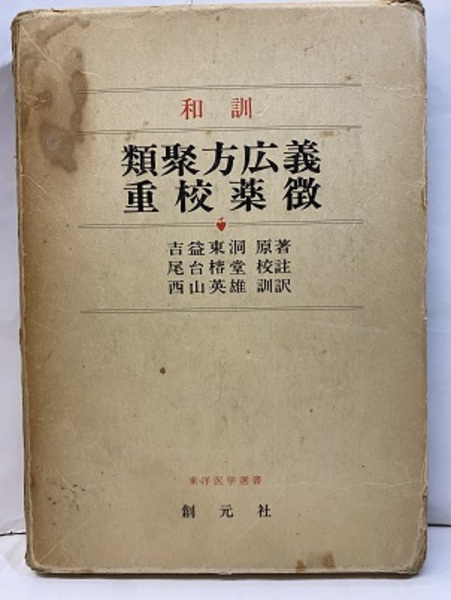 和訓
類聚方広義
重校薬徴
吉益東洞 原著
尾台榕堂 校註
西山英雄 訓訳
東洋医学選書
創元社